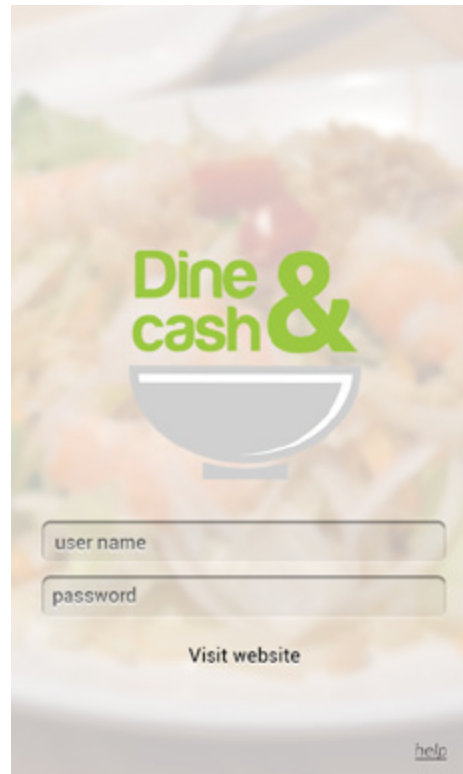 Dine &
cash
user name
password
Visit website
help